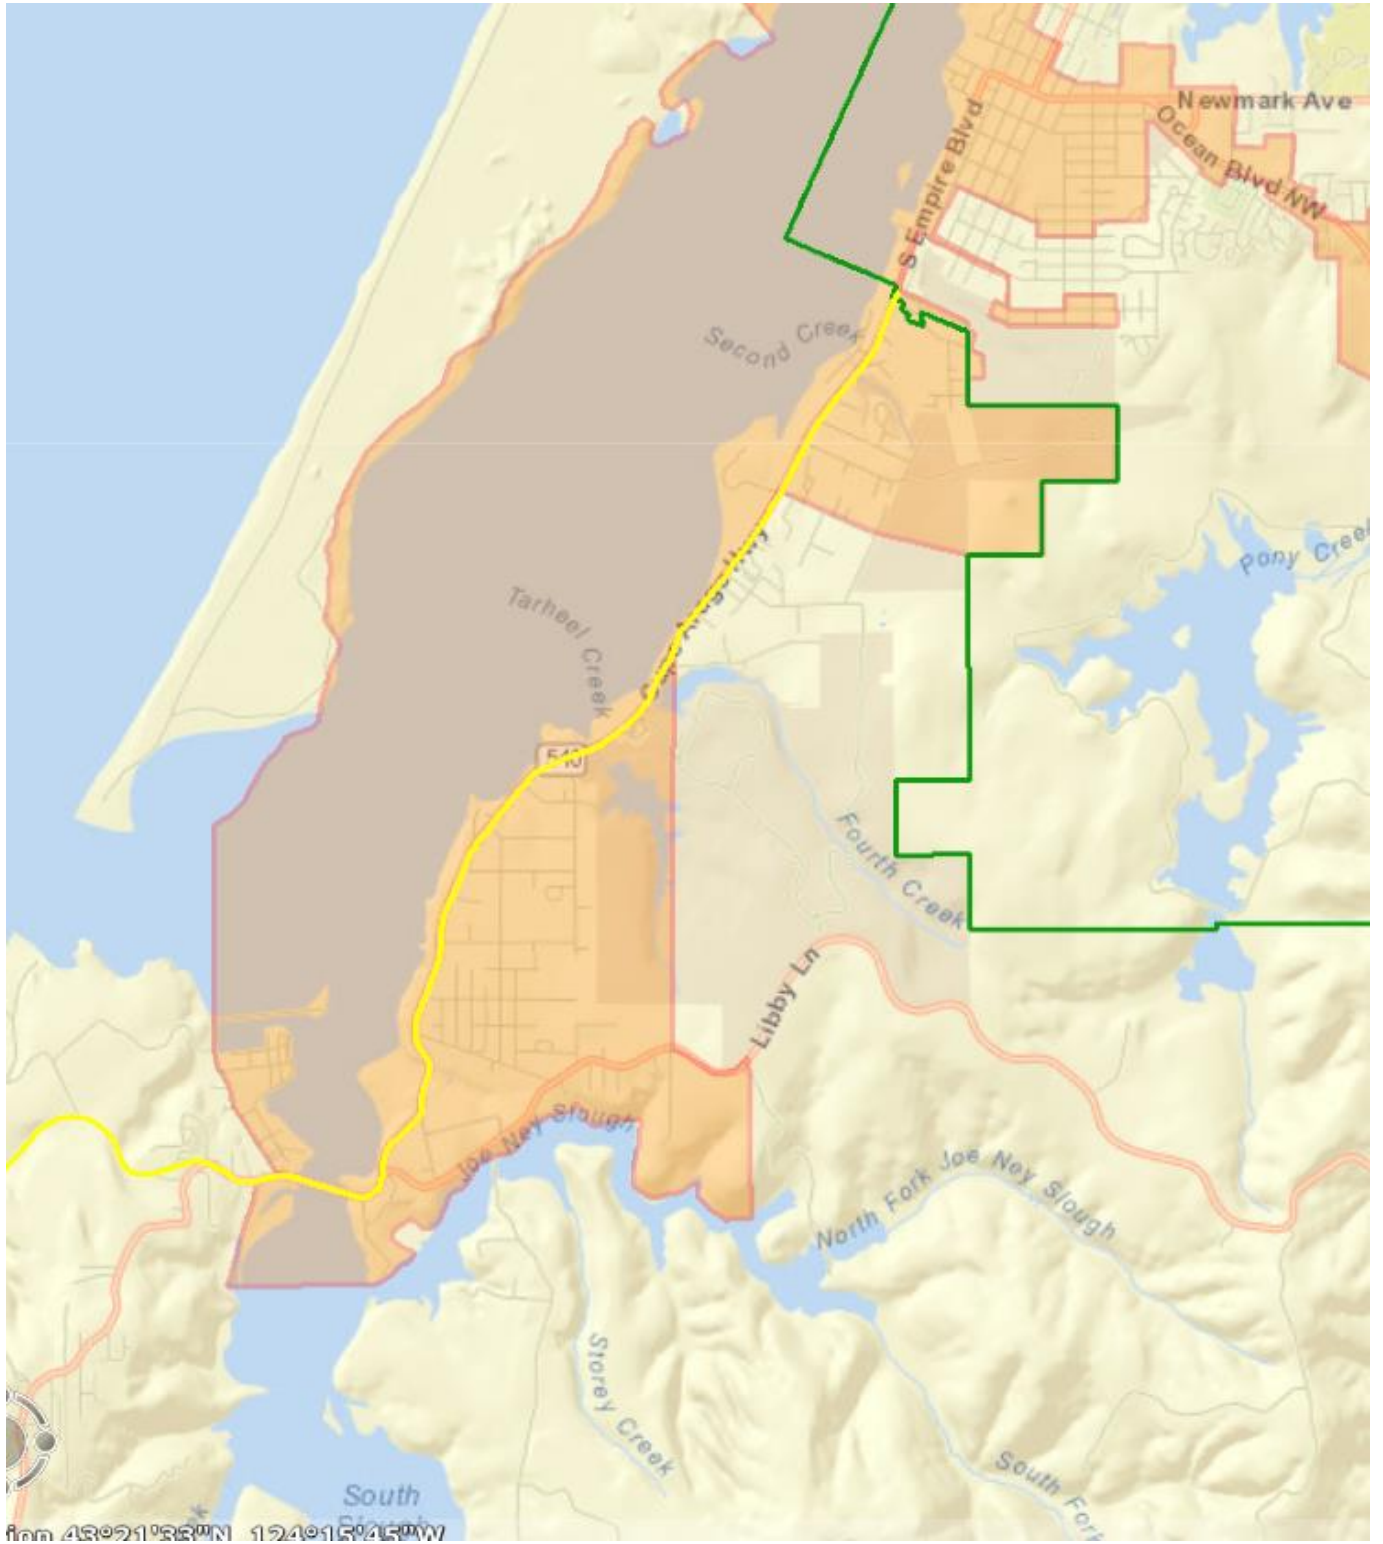 Newmark Ave
Ocean Blvd NW
S Empire Blvd
Second Creek
Pony Creek
Tarheel Creek
540
Fourth Creek
Libby Ln
Joe Ney Slough
North Fork Joe Ney Slough
Storey Creek
South Fork
South
Slough
43°21'33"N 124°15'45"W